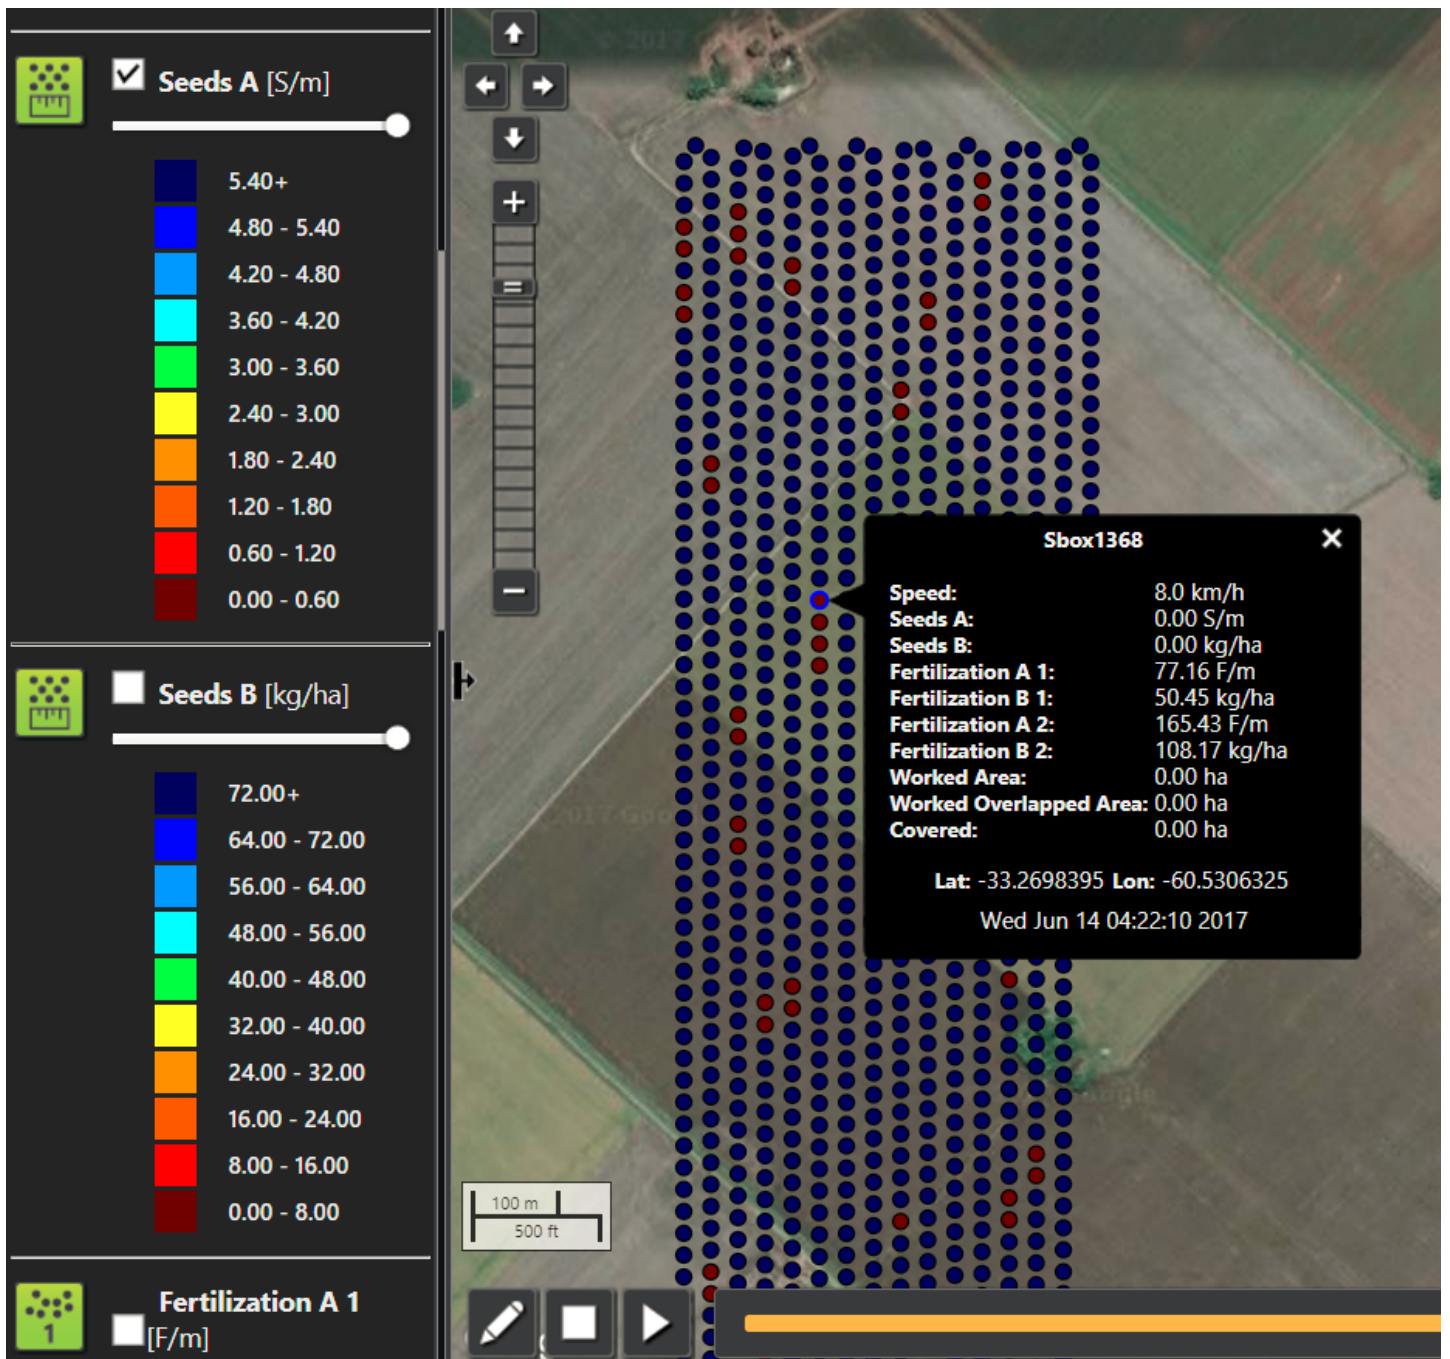 Seeds A [S/m]
5.40+
4.80 - 5.40
4.20 - 4.80
3.60 - 4.20
3.00 - 3.60
2.40 - 3.00
1.80 - 2.40
1.20 - 1.80
0.60 - 1.20
0.00 - 0.60
Seeds B [kg/ha]
72.00+
64.00 - 72.00
56.00 - 64.00
48.00 - 56.00
40.00 - 48.00
32.00 - 40.00
24.00 - 32.00
16.00 - 24.00
8.00 - 16.00
0.00 - 8.00
1
Fertilization A 1
[F/m]
© 2017
Sbox1368
Speed: 8.0 km/h
Seeds A: 0.00 S/m
Seeds B: 0.00 kg/ha
Fertilization A 1: 77.16 F/m
Fertilization B 1: 50.45 kg/ha
Fertilization A 2: 165.43 F/m
Fertilization B 2: 108.17 kg/ha
Worked Area: 0.00 ha
Worked Overlapped Area: 0.00 ha
Covered: 0.00 ha
Lat: -33.2698395 Lon: -60.5306325
Wed Jun 14 04:22:10 2017
100 m
500 ft